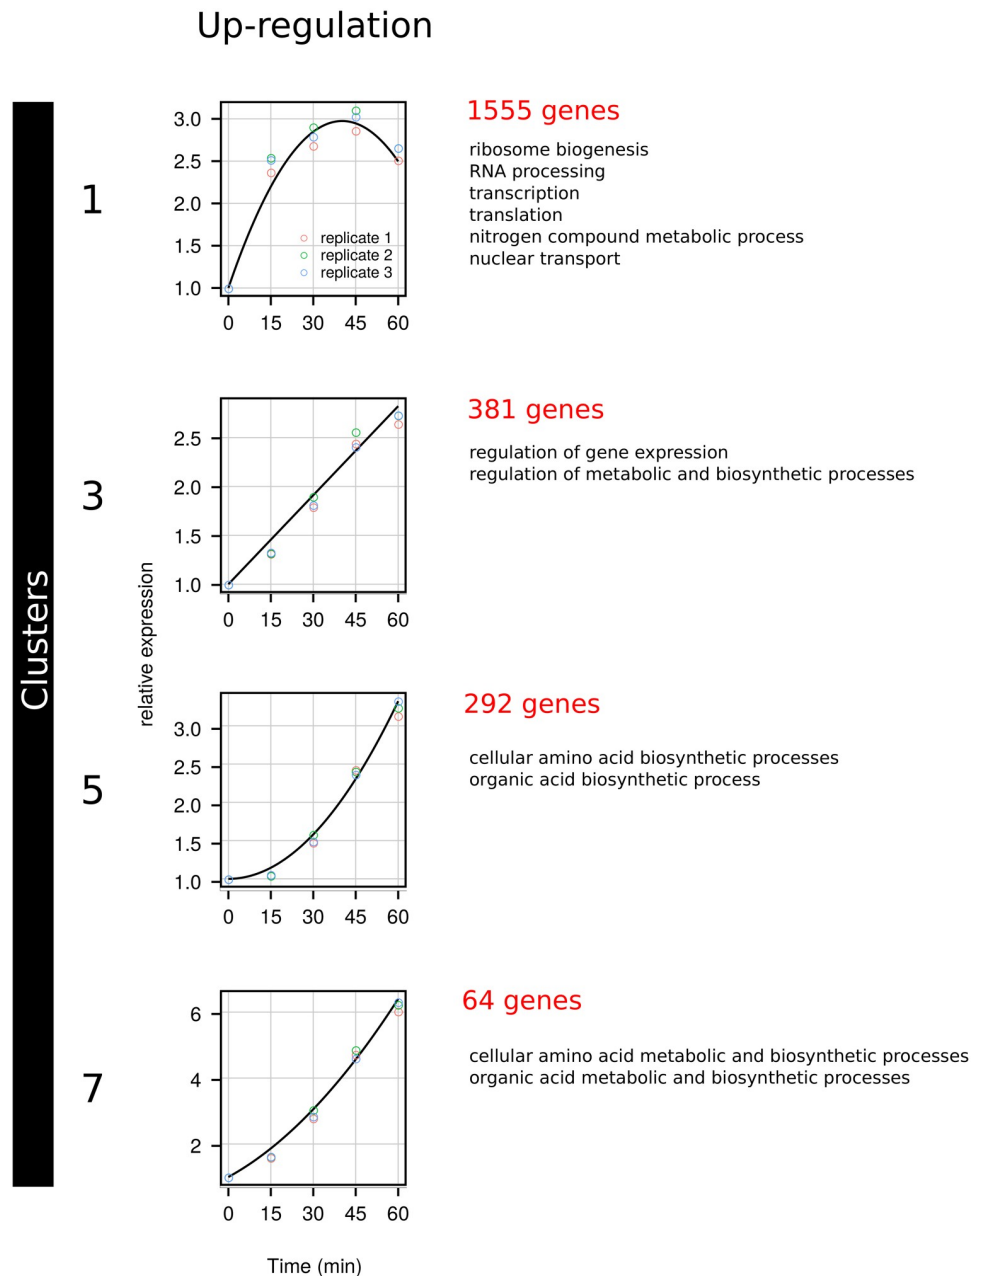 Up-regulation
Clusters
relative expression
1
3.0
2.5
2.0
1.5
1.0
replicate 1
replicate 2
replicate 3
0 15 30 45 60
1555 genes
ribosome biogenesis
RNA processing
transcription
translation
nitrogen compound metabolic process
nuclear transport
3
2.5
2.0
1.5
1.0
0 15 30 45 60
381 genes
regulation of gene expression
regulation of metabolic and biosynthetic processes
5
3.0
2.5
2.0
1.5
1.0
0 15 30 45 60
292 genes
cellular amino acid biosynthetic processes
organic acid biosynthetic process
7
6
4
2
0 15 30 45 60
64 genes
cellular amino acid metabolic and biosynthetic processes
organic acid metabolic and biosynthetic processes
Time (min)